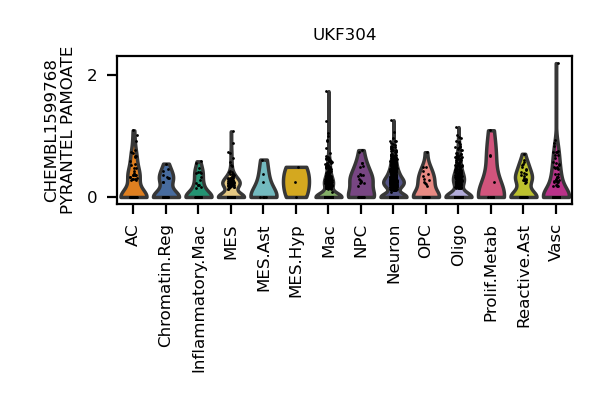 UKF304
CHEMBL1599768
PYRANTEL PAMOATE
2
0
AC
Chromatin.Reg
Inflammatory.Mac
MES
MES.Ast
MES.Hyp
Mac
NPC
Neuron
OPC
Oligo
Prolif.Metab
Reactive.Ast
Vasc